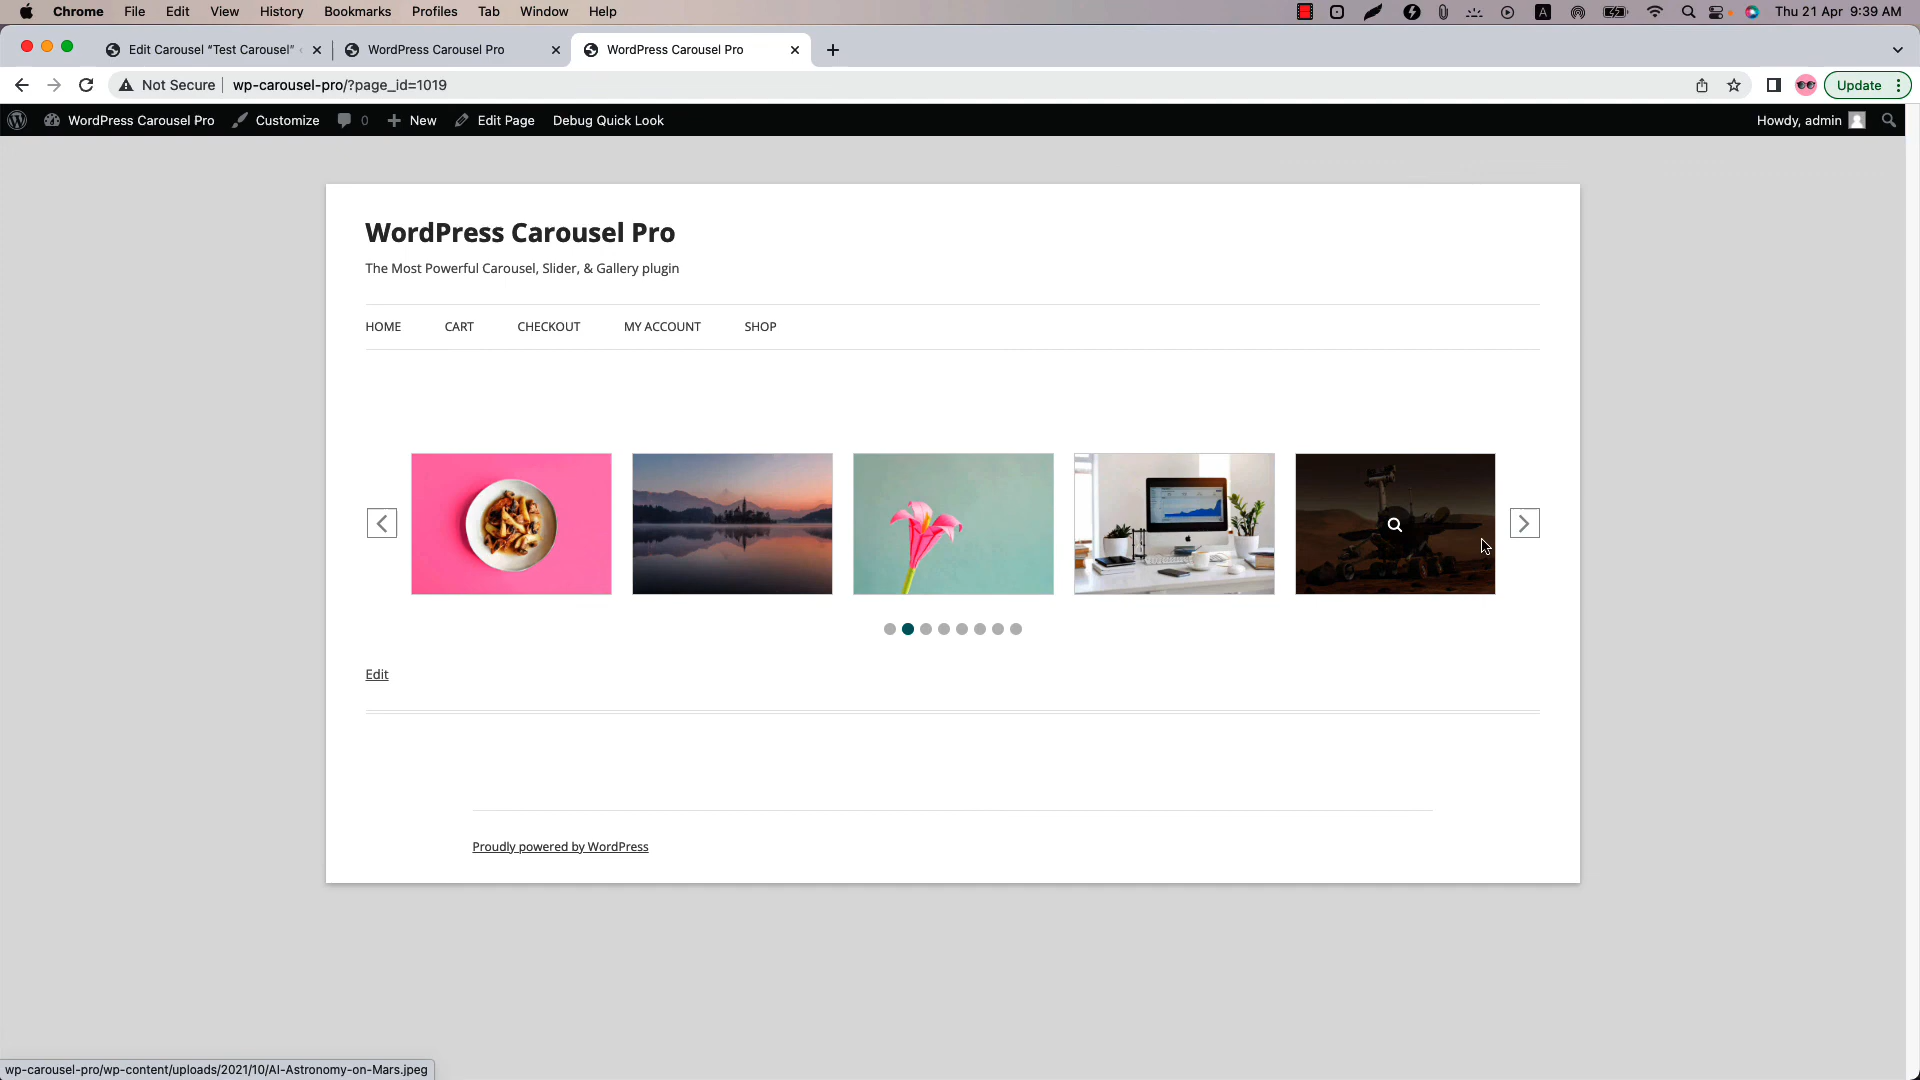 Chrome File Edit View History Bookmarks Profiles Tab Window Help
A
Thu 21 Apr 9:39 AM
Edit Carousel “Test Carousel”
WordPress Carousel Pro
WordPress Carousel Pro
Not Secure
wp-carousel-pro/?page_id=1019
Update
WordPress Carousel Pro
Customize
0
New
Edit Page
Debug Quick Look
Howdy, admin
WordPress Carousel Pro
The Most Powerful Carousel, Slider, & Gallery plugin
HOME CART CHECKOUT MY ACCOUNT SHOP
Edit
Proudly powered by WordPress
wp-carousel-pro/wp-content/uploads/2021/10/AI-Astronomy-on-Mars.jpeg